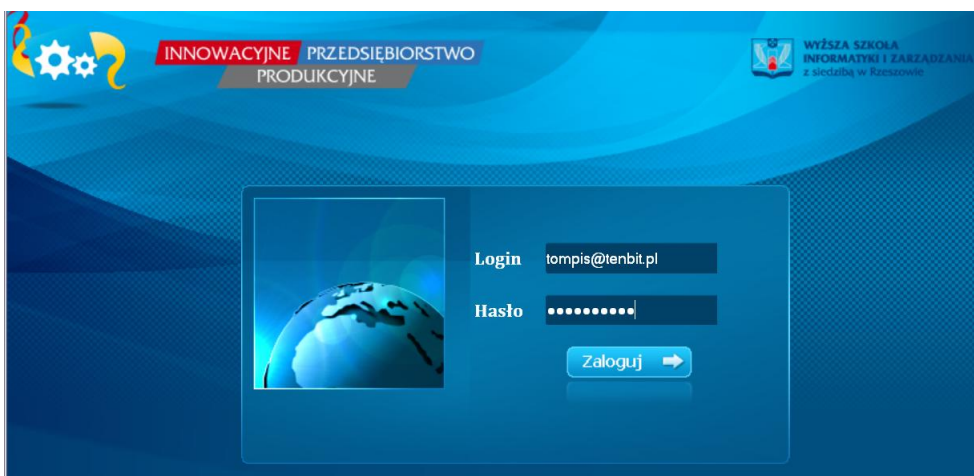 INNOWACYJNE PRZEDSIĘBIORSTWO
PRODUKCYJNE
WYŻSZA SZKOŁA
INFORMATYKI I ZARZĄDZANIA
z siedzibą w Rzeszowie
Login tompis@tenbit.pl
Hasło ••••••••••
Zaloguj